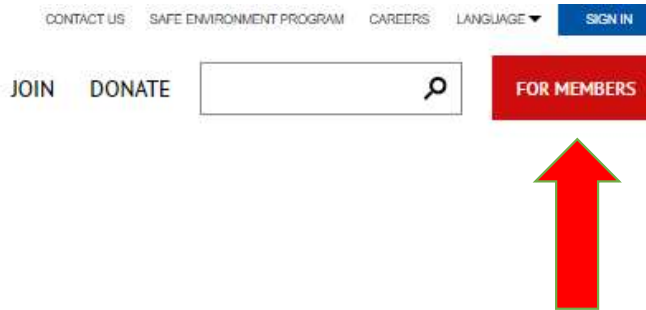 CONTACT US SAFE ENVIRONMENT PROGRAM CAREERS LANGUAGE SIGN IN
JOIN DONATE FOR MEMBERS